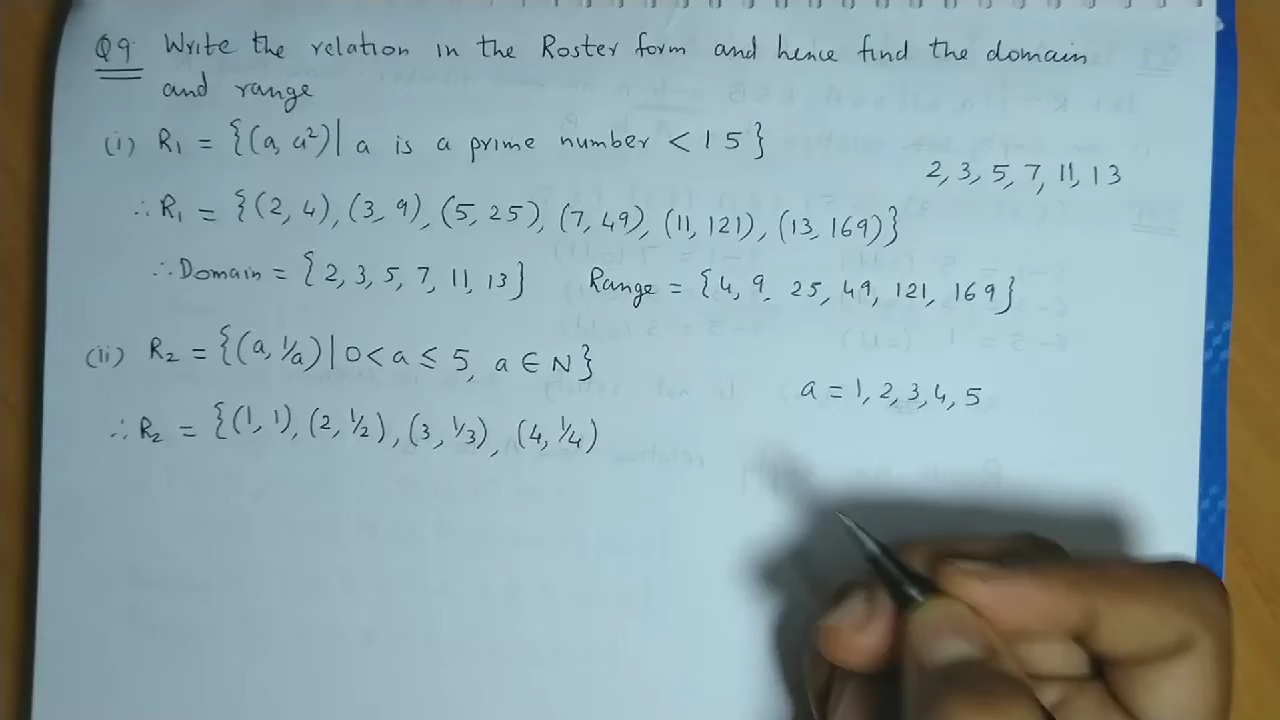 Q9. Write the relation in the Roster form and hence find the domain
and range
(i) R₁ = {(a, a²)| a is a prime number < 15}
2, 3, 5, 7, 11, 13
∴ R₁ = {(2, 4), (3, 9), (5, 25), (7, 49), (11, 121), (13, 169)}
∴ Domain = {2, 3, 5, 7, 11, 13} Range = {4, 9, 25, 49, 121, 169}
(ii) R₂ = {(a, 1/a)| 0 < a ≤ 5, a ∈ N}
a = 1, 2, 3, 4, 5
∴ R₂ = {(1, 1), (2, 1/2), (3, 1/3), (4, 1/4)